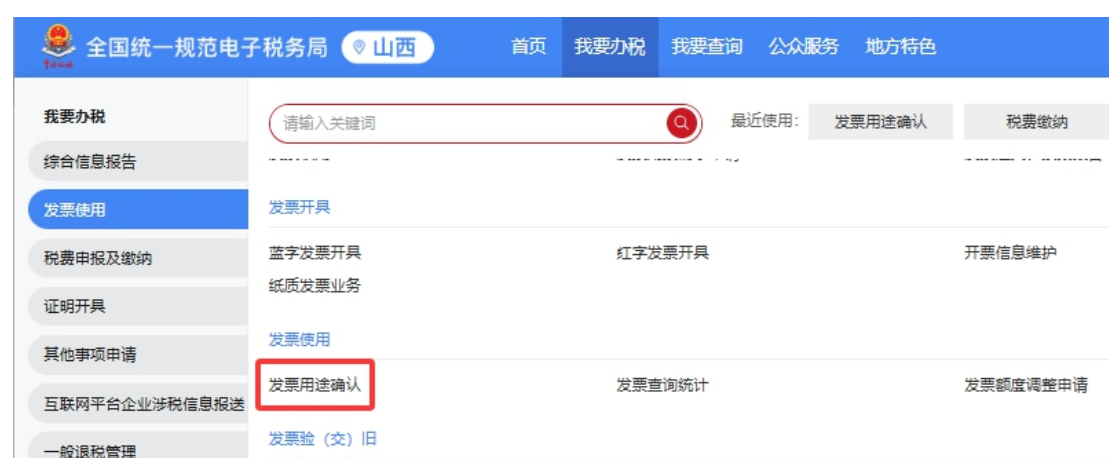 全国统一规范电子税务局 山西 首页 我要办税 我要查询 公众服务 地方特色
我要办税
请输入关键词 最近使用: 发票用途确认 税费缴纳
综合信息报告
发票使用
税费申报及缴纳
证明开具
其他事项申请
互联网平台企业涉税信息报送
一般退税管理
发票开具
蓝字发票开具 红字发票开具 开票信息维护
纸质发票业务
发票使用
发票用途确认 发票查询统计 发票额度调整申请
发票验（交）旧